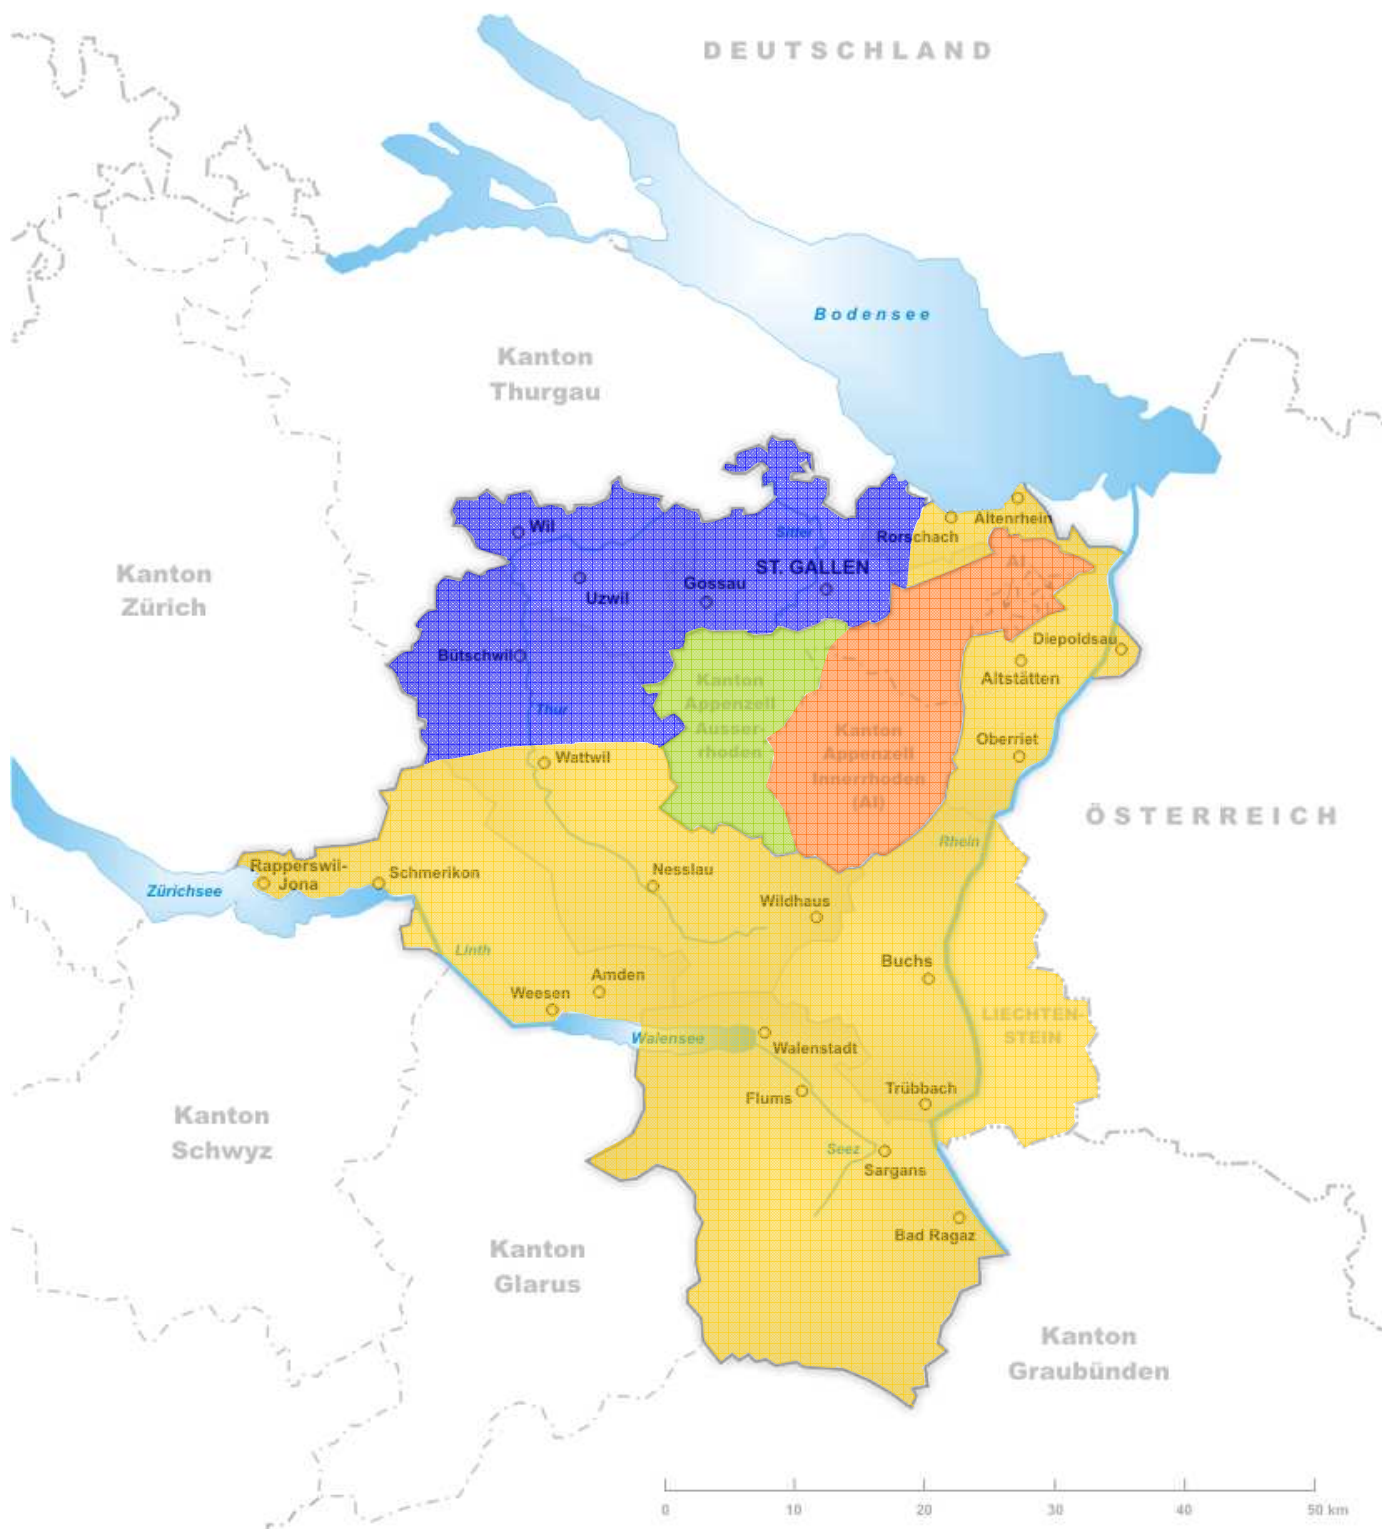 DEUTSCHLAND
Bodensee
Kanton
Thurgau
Wil
Sitter
Rorschach
Altenrhein
AI
ST. GALLEN
Gossau
Uzwil
Kanton
Zürich
Bütschwil
Diepoldsau
Altstätten
Kanton
Appenzell
Ausser-
rhoden
Thur
Kanton
Appenzell
Innerrhoden
(AI)
Oberriet
Wattwil
ÖSTERREICH
Rhein
Rapperswil-
Jona
Schmerikon
Zürichsee
Nesslau
Wildhaus
Linth
Buchs
Amden
Weesen
LIECHTEN-
STEIN
Walensee
Walenstadt
Flums
Trübbach
Kanton
Schwyz
Seez
Sargans
Bad Ragaz
Kanton
Glarus
Kanton
Graubünden
0 10 20 30 40 50 km